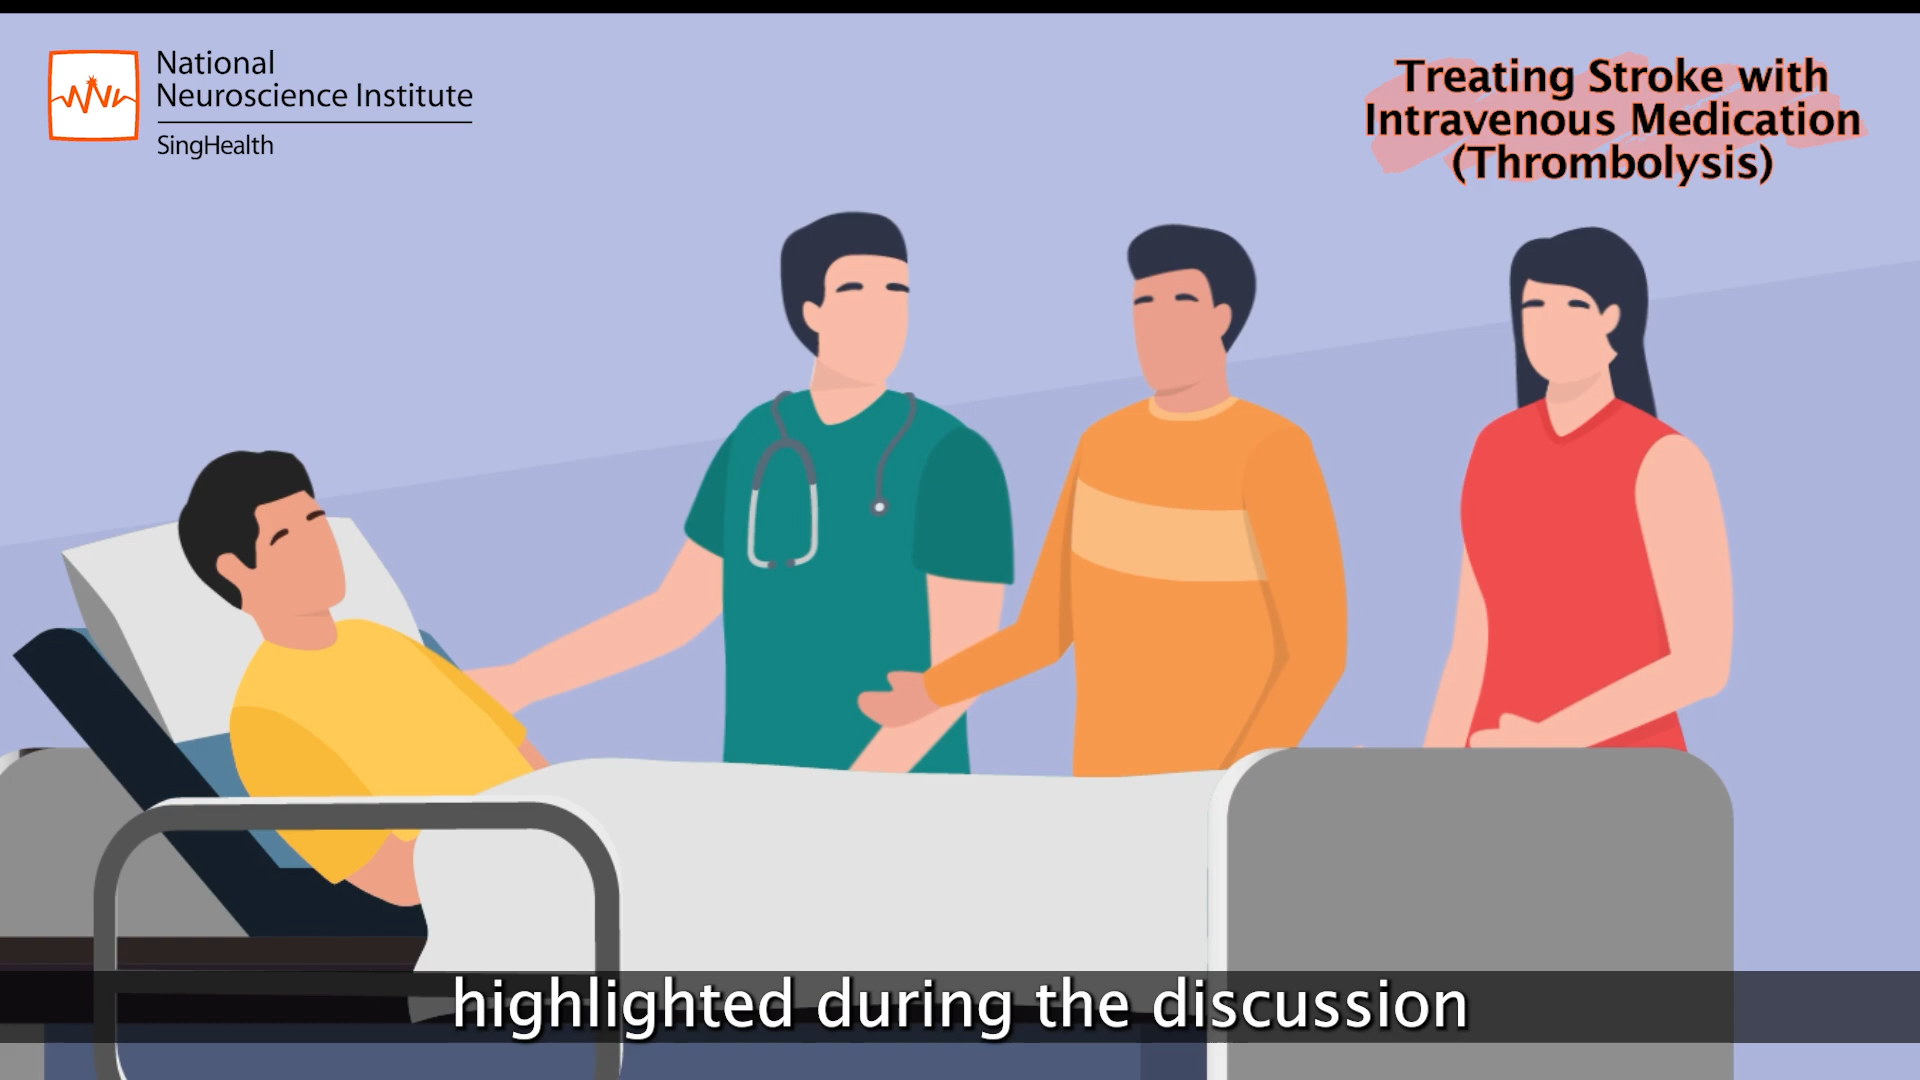 National
Neuroscience Institute
SingHealth
Treating Stroke with
Intravenous Medication
(Thrombolysis)
highlighted during the discussion